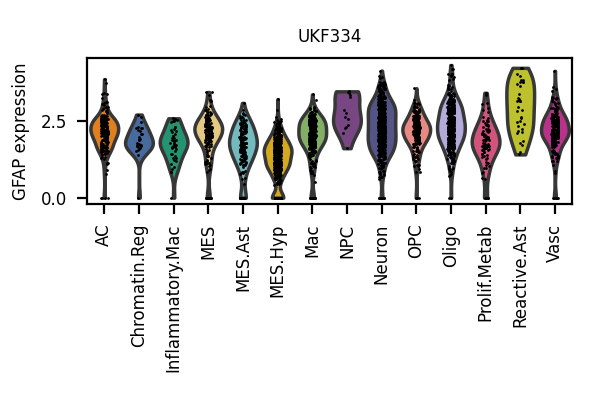 UKF334
GFAP expression
2.5
0.0
AC
Chromatin.Reg
Inflammatory.Mac
MES
MES.Ast
MES.Hyp
Mac
NPC
Neuron
OPC
Oligo
Prolif.Metab
Reactive.Ast
Vasc